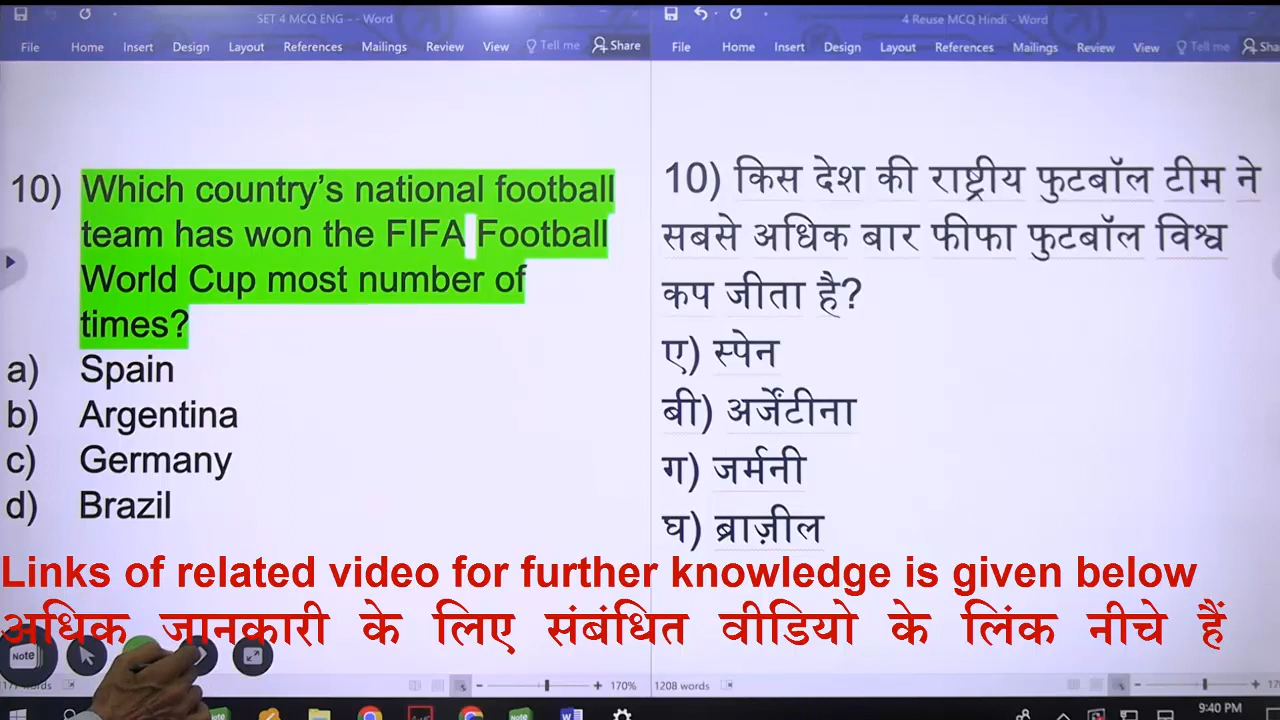 SET 4 MCQ ENG - - Word
File Home Insert Design Layout References Mailings Review View Tell me Share
10) Which country’s national football
team has won the FIFA Football
World Cup most number of
times?
a) Spain
b) Argentina
c) Germany
d) Brazil
4 Reuse MCQ Hindi - Word
File Home Insert Design Layout References Mailings Review View Tell me
10) किस देश की राष्ट्रीय फुटबॉल टीम ने
सबसे अधिक बार फीफा फुटबॉल विश्व
कप जीता है?
ए) स्पेन
बी) अर्जेंटीना
ग) जर्मनी
घ) ब्राज़ील
Links of related video for further knowledge is given below
अधिक जानकारी के लिए संबंधित वीडियो के लिंक नीचे हैं
Note
words 170%
1208 words
9:40 PM